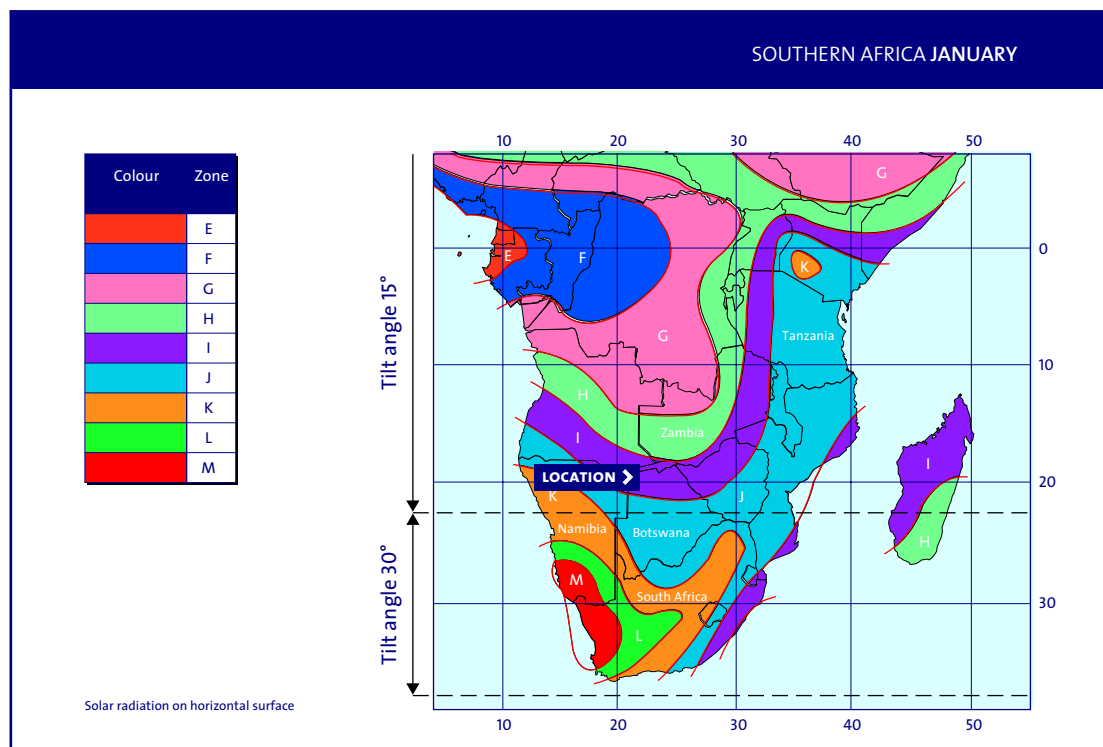 SOUTHERN AFRICA JANUARY
Colour Zone
E
F
G
H
I
J
K
L
M
10 20 30 40 50
G
0
E
F
K
Tilt angle 15°
G
Tanzania
10
H
Zambia
I
I
LOCATION
20
K
J
Namibia
Botswana
H
Tilt angle 30°
M
South Africa
30
L
Solar radiation on horizontal surface
10 20 30 40 50